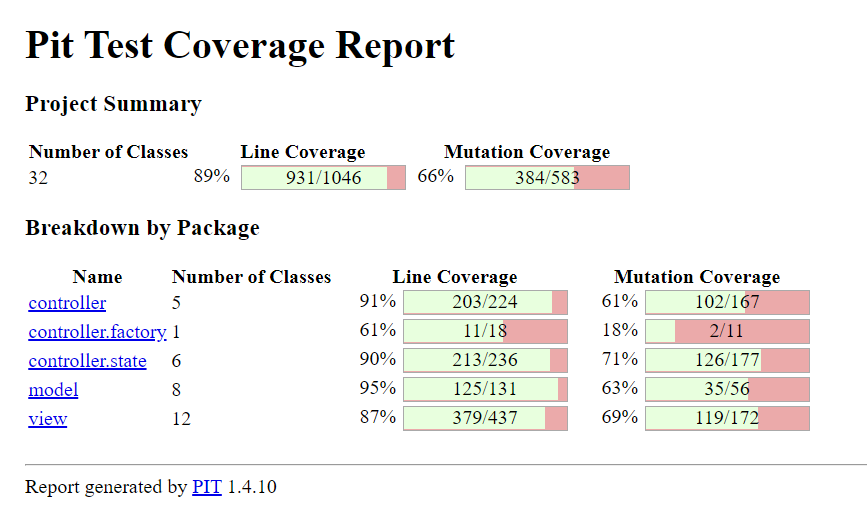 Pit Test Coverage Report
Project Summary
Number of Classes Line Coverage Mutation Coverage
32 89% 931/1046 66% 384/583
Breakdown by Package
Name Number of Classes Line Coverage Mutation Coverage
controller 5 91% 203/224 61% 102/167
controller.factory 1 61% 11/18 18% 2/11
controller.state 6 90% 213/236 71% 126/177
model 8 95% 125/131 63% 35/56
view 12 87% 379/437 69% 119/172
Report generated by PIT 1.4.10